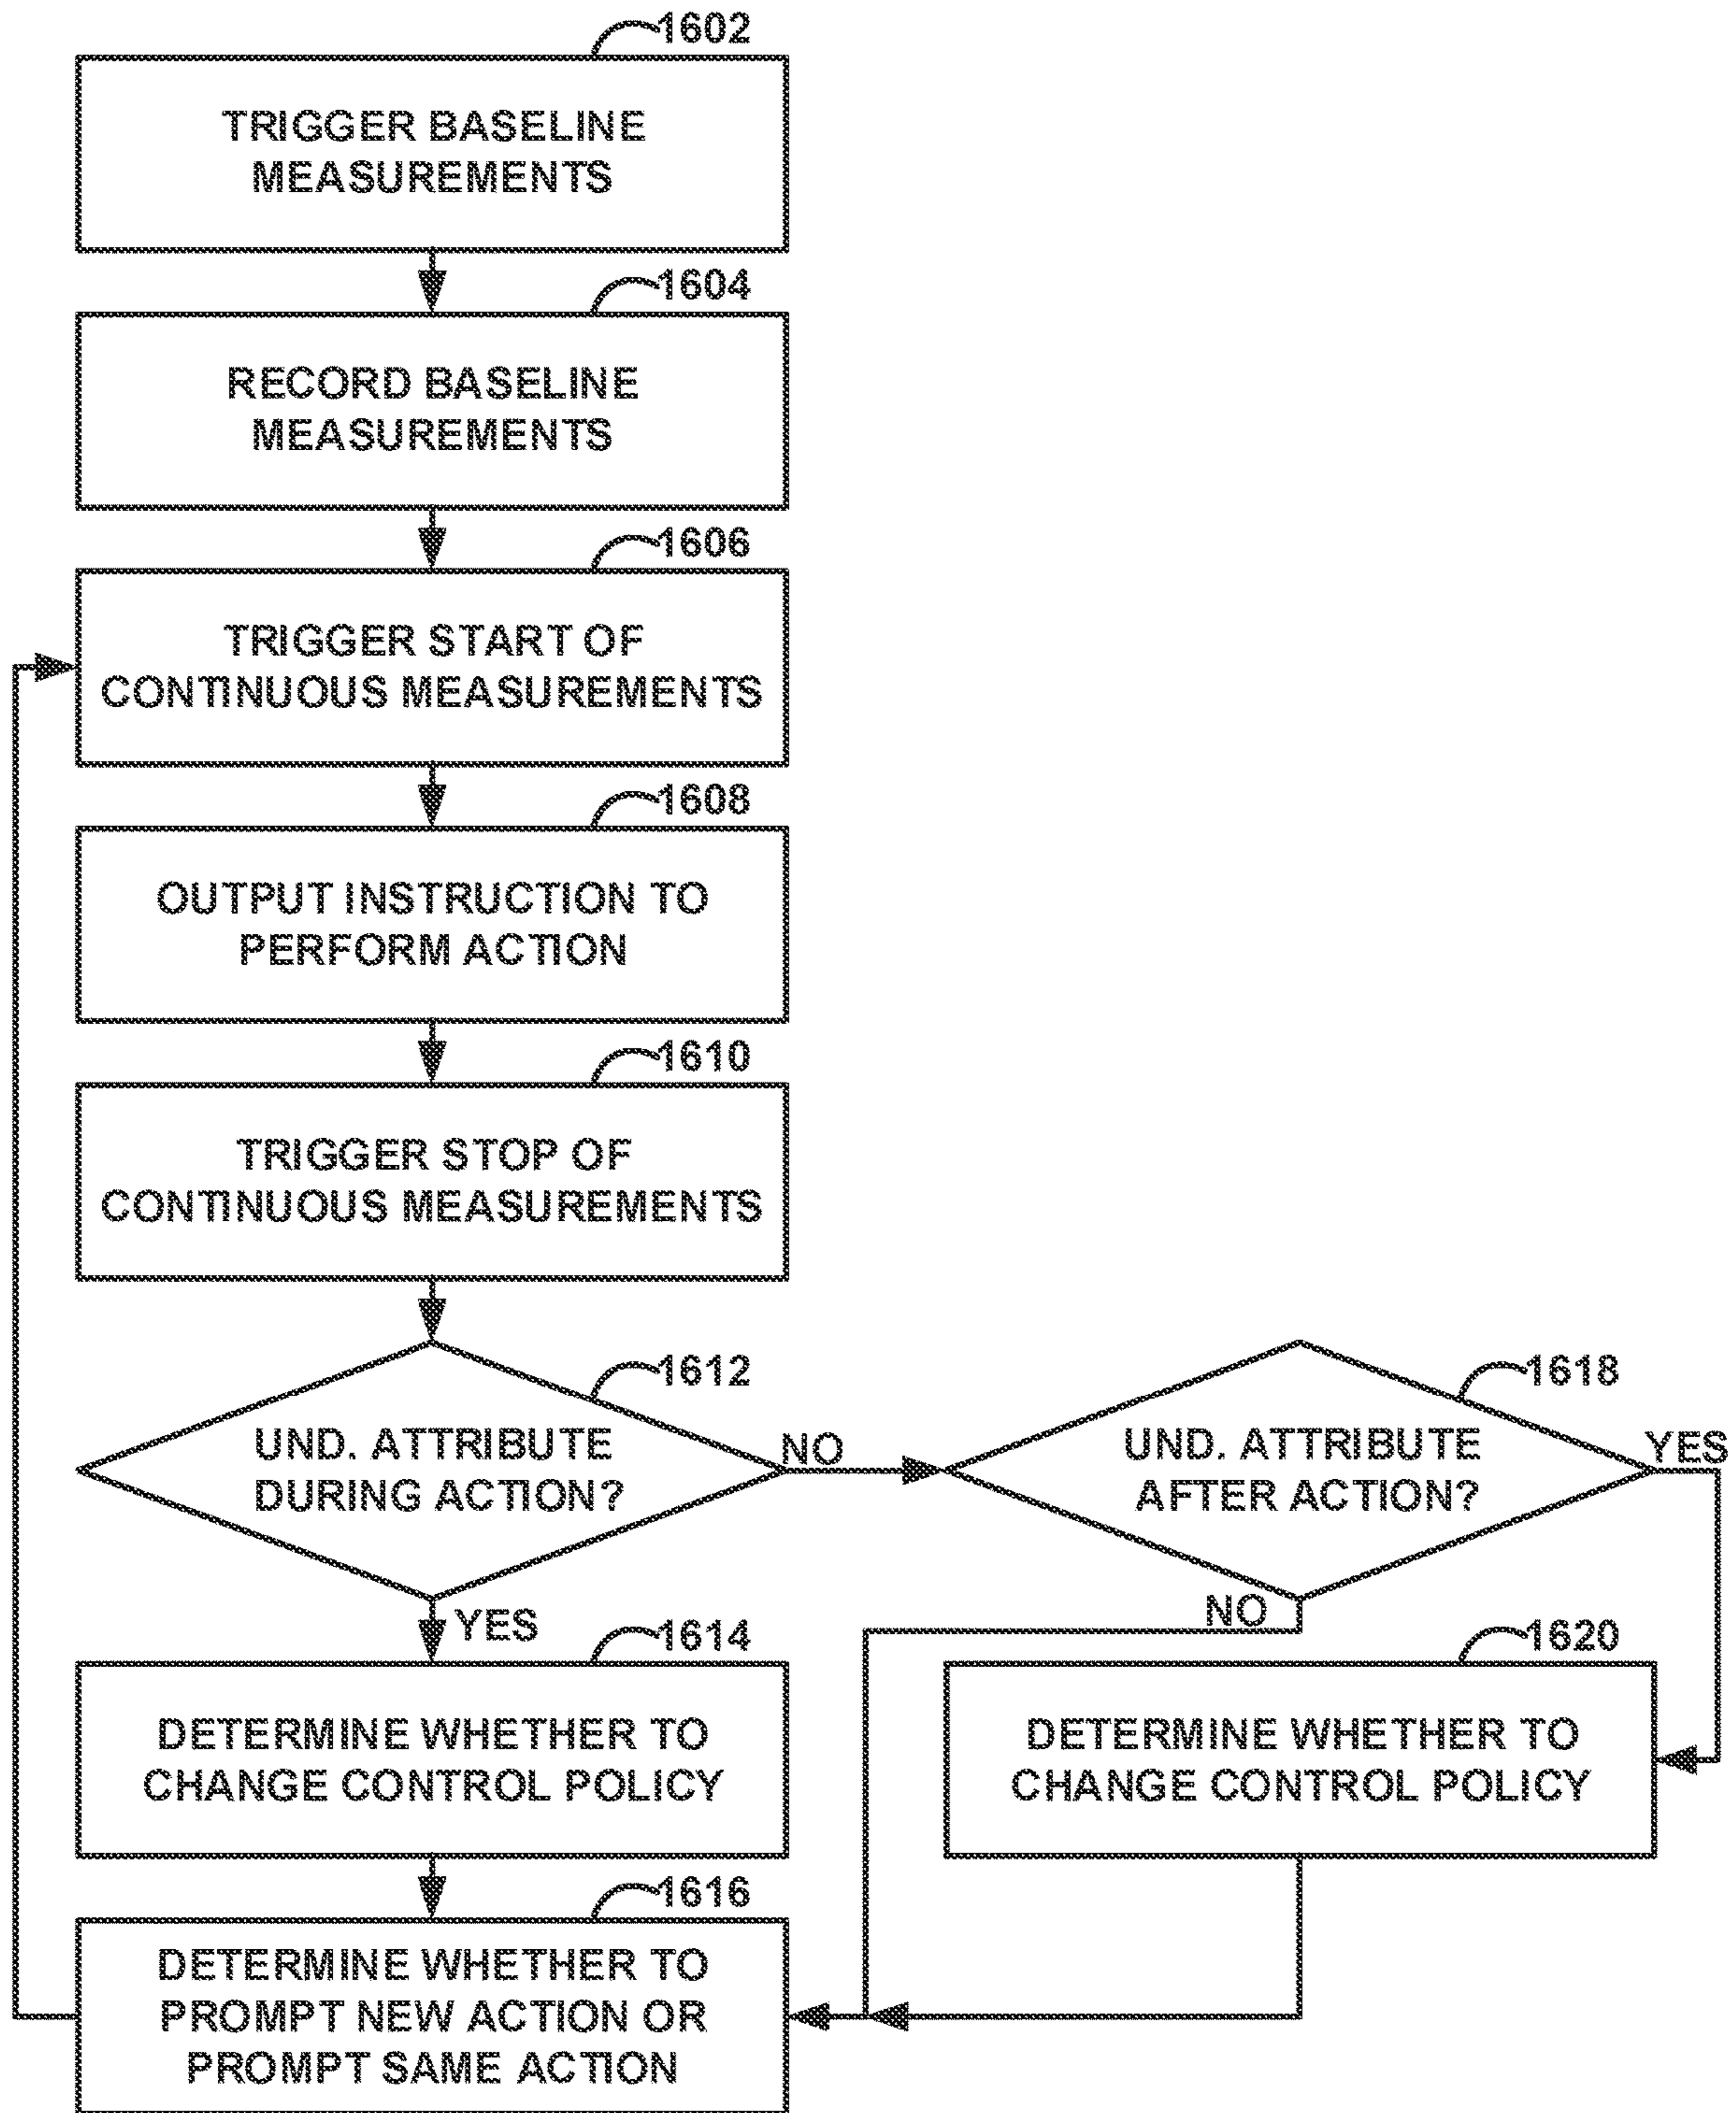 1602
TRIGGER BASELINE
MEASUREMENTS
1604
RECORD BASELINE
MEASUREMENTS
1606
TRIGGER START OF
CONTINUOUS MEASUREMENTS
1608
OUTPUT INSTRUCTION TO
PERFORM ACTION
1610
TRIGGER STOP OF
CONTINUOUS MEASUREMENTS
1612
UND. ATTRIBUTE
DURING ACTION?
NO
1618
UND. ATTRIBUTE
AFTER ACTION?
YES
YES
NO
1614
DETERMINE WHETHER TO
CHANGE CONTROL POLICY
1620
DETERMINE WHETHER TO
CHANGE CONTROL POLICY
1616
DETERMINE WHETHER TO
PROMPT NEW ACTION OR
PROMPT SAME ACTION